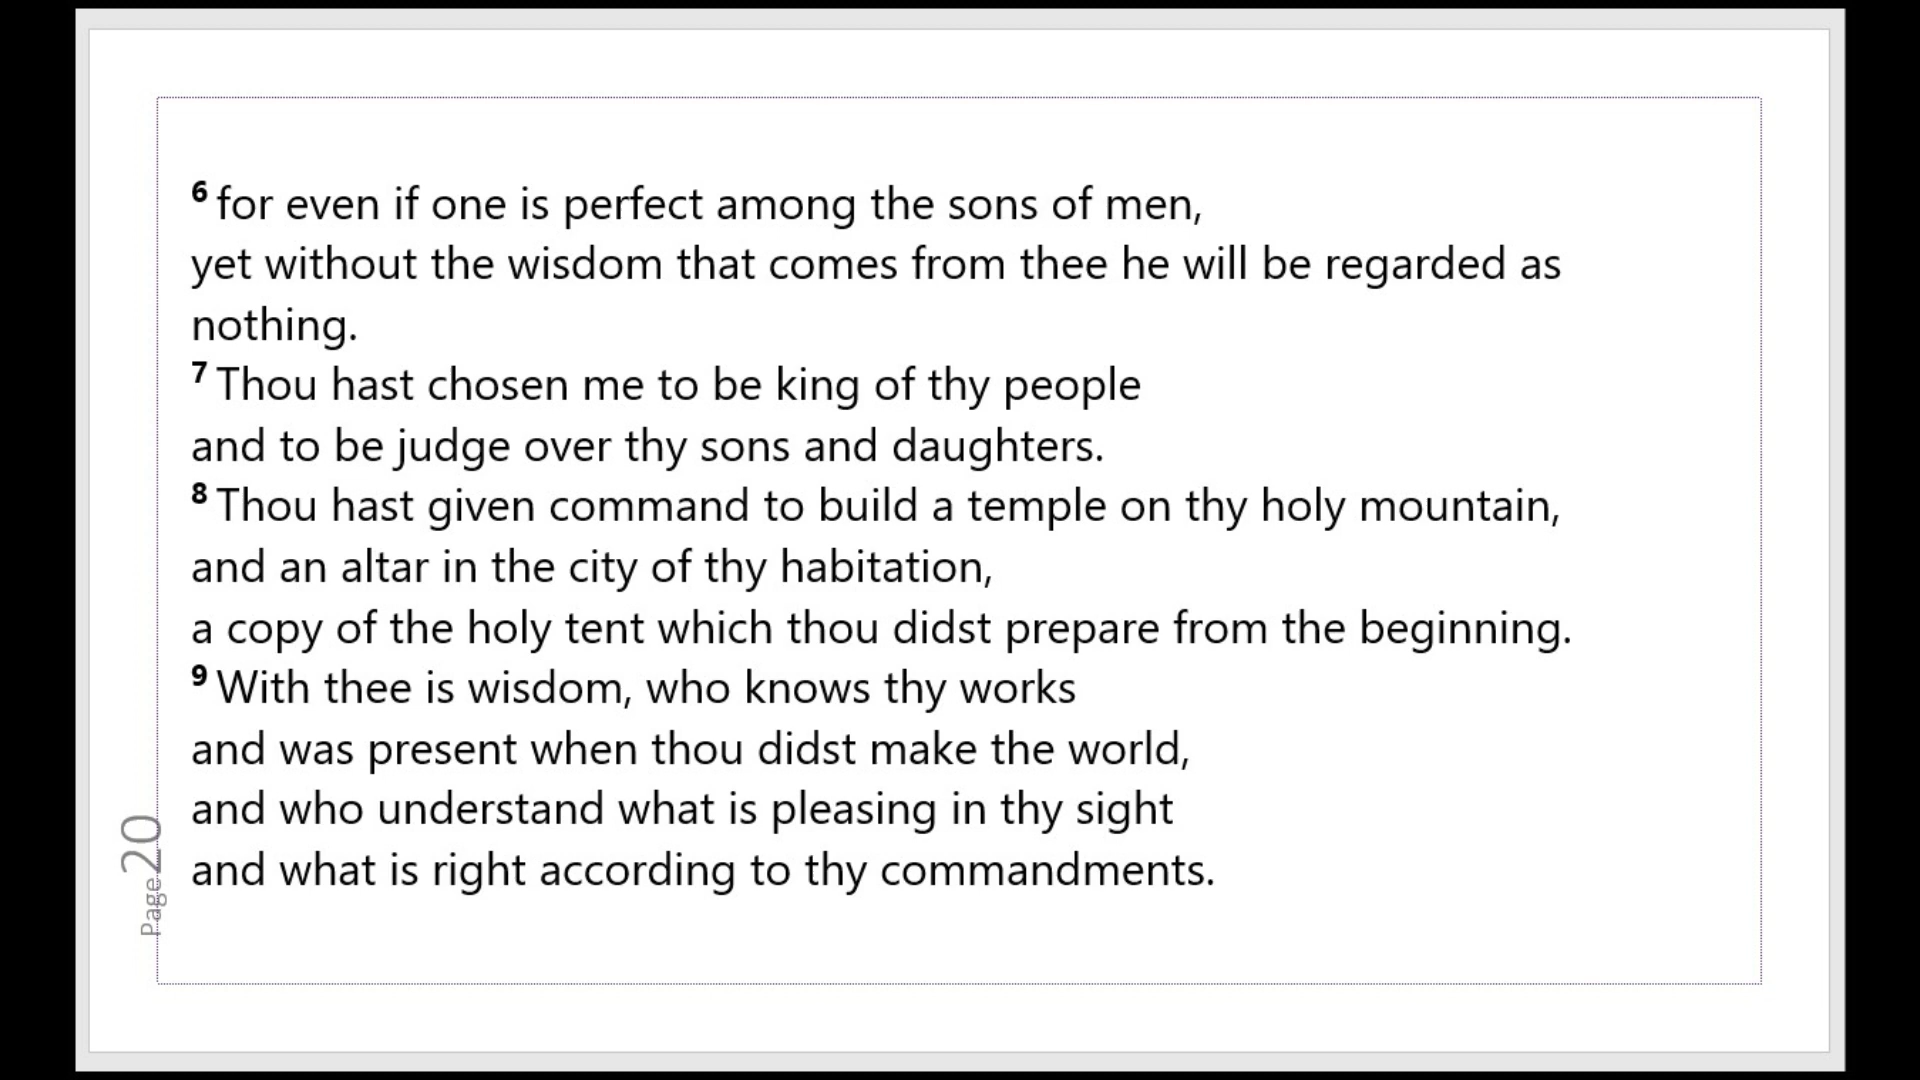 6 for even if one is perfect among the sons of men,
yet without the wisdom that comes from thee he will be regarded as
nothing.
7 Thou hast chosen me to be king of thy people
and to be judge over thy sons and daughters.
8 Thou hast given command to build a temple on thy holy mountain,
and an altar in the city of thy habitation,
a copy of the holy tent which thou didst prepare from the beginning.
9 With thee is wisdom, who knows thy works
and was present when thou didst make the world,
and who understand what is pleasing in thy sight
and what is right according to thy commandments.
Page 20